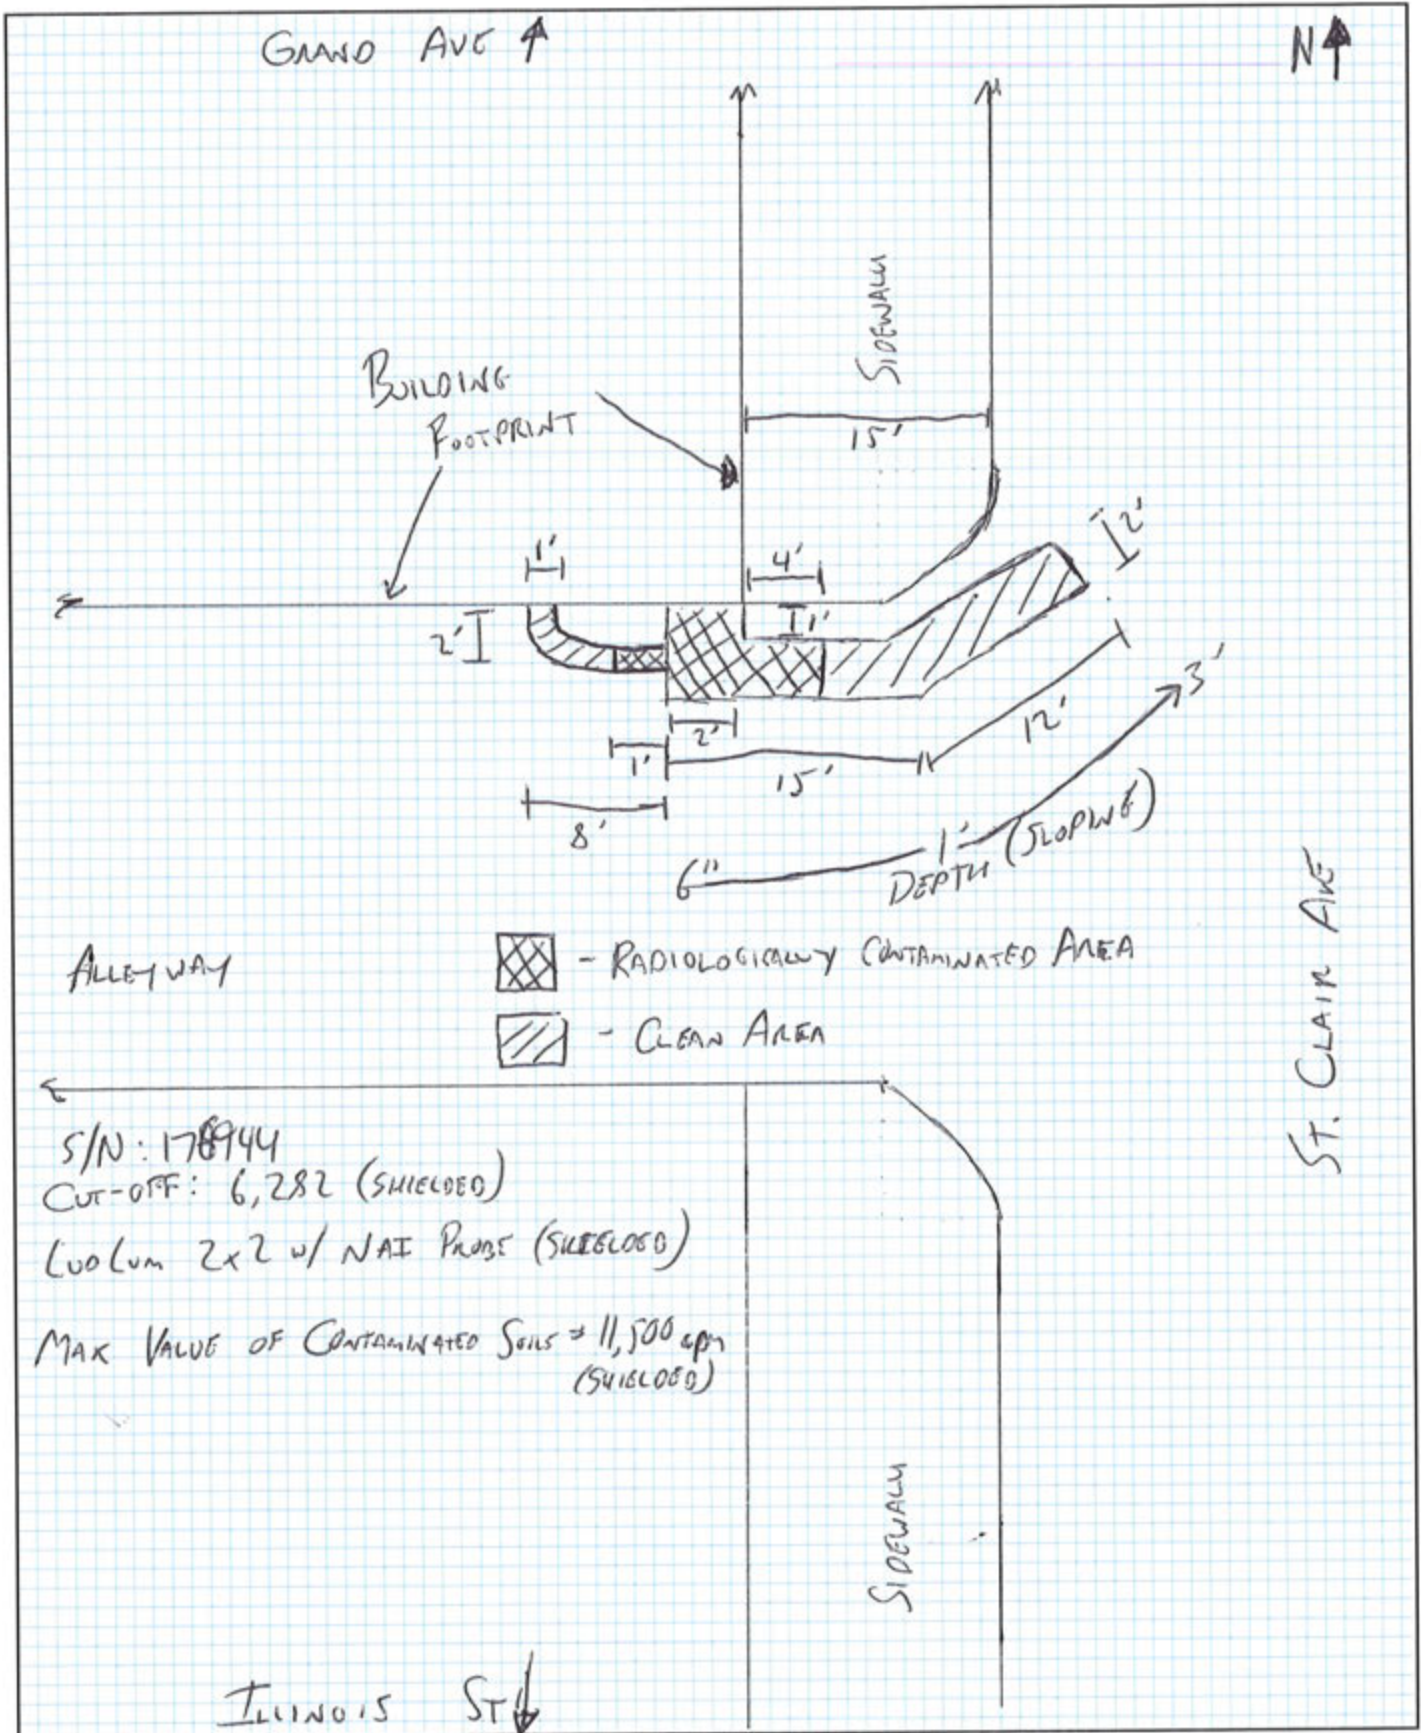 GRAND AVE
N
SIDEWALK
BUILDING
FOOTPRINT
15'
2'
1'
4'
1'
2'
3'
2'
12'
1'
15'
8'
1'
6"
DEPTH (SLOPING)
ALLEYWAY
- RADIOLOGICALLY CONTAMINATED AREA
- CLEAN AREA
ST. CLAIR AVE
S/N:
CUT-OFF: 6,282 (SHIELDED)
LUDLUM 2x2 w/ NAI PROBE (SHIELDED)
MAX VALUE OF CONTAMINATED SOILS = 11,500 cpm
(SHIELDED)
SIDEWALK
ILLINOIS ST